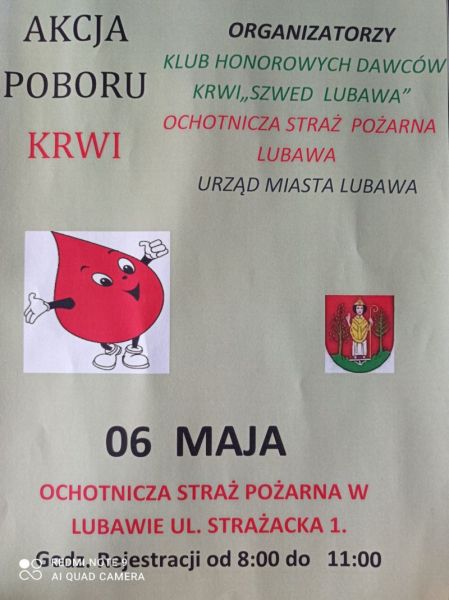 AKCJA
POBORU
KRWI
ORGANIZATORZY
KLUB HONOROWYCH DAWCÓW
KRWI„SZWED LUBAWA”
OCHOTNICZA STRAŻ POŻARNA
LUBAWA
URZĄD MIASTA LUBAWA
06 MAJA
OCHOTNICZA STRAŻ POŻARNA W
LUBAWIE UL. STRAŻACKA 1.
Godz. Rejestracji od 8:00 do 11:00
REDMI NOTE 9
AI QUAD CAMERA